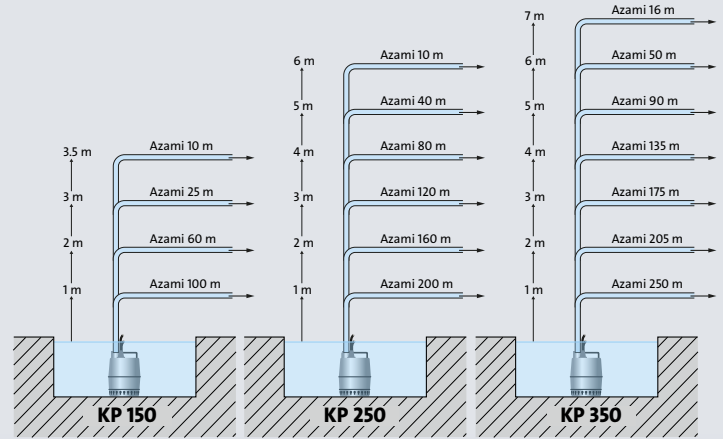 3.5 m
Azami 10 m
3 m
Azami 25 m
2 m
Azami 60 m
1 m
Azami 100 m
KP 150
6 m
Azami 10 m
5 m
Azami 40 m
4 m
Azami 80 m
3 m
Azami 120 m
2 m
Azami 160 m
1 m
Azami 200 m
KP 250
7 m
Azami 16 m
6 m
Azami 50 m
5 m
Azami 90 m
4 m
Azami 135 m
3 m
Azami 175 m
2 m
Azami 205 m
1 m
Azami 250 m
KP 350